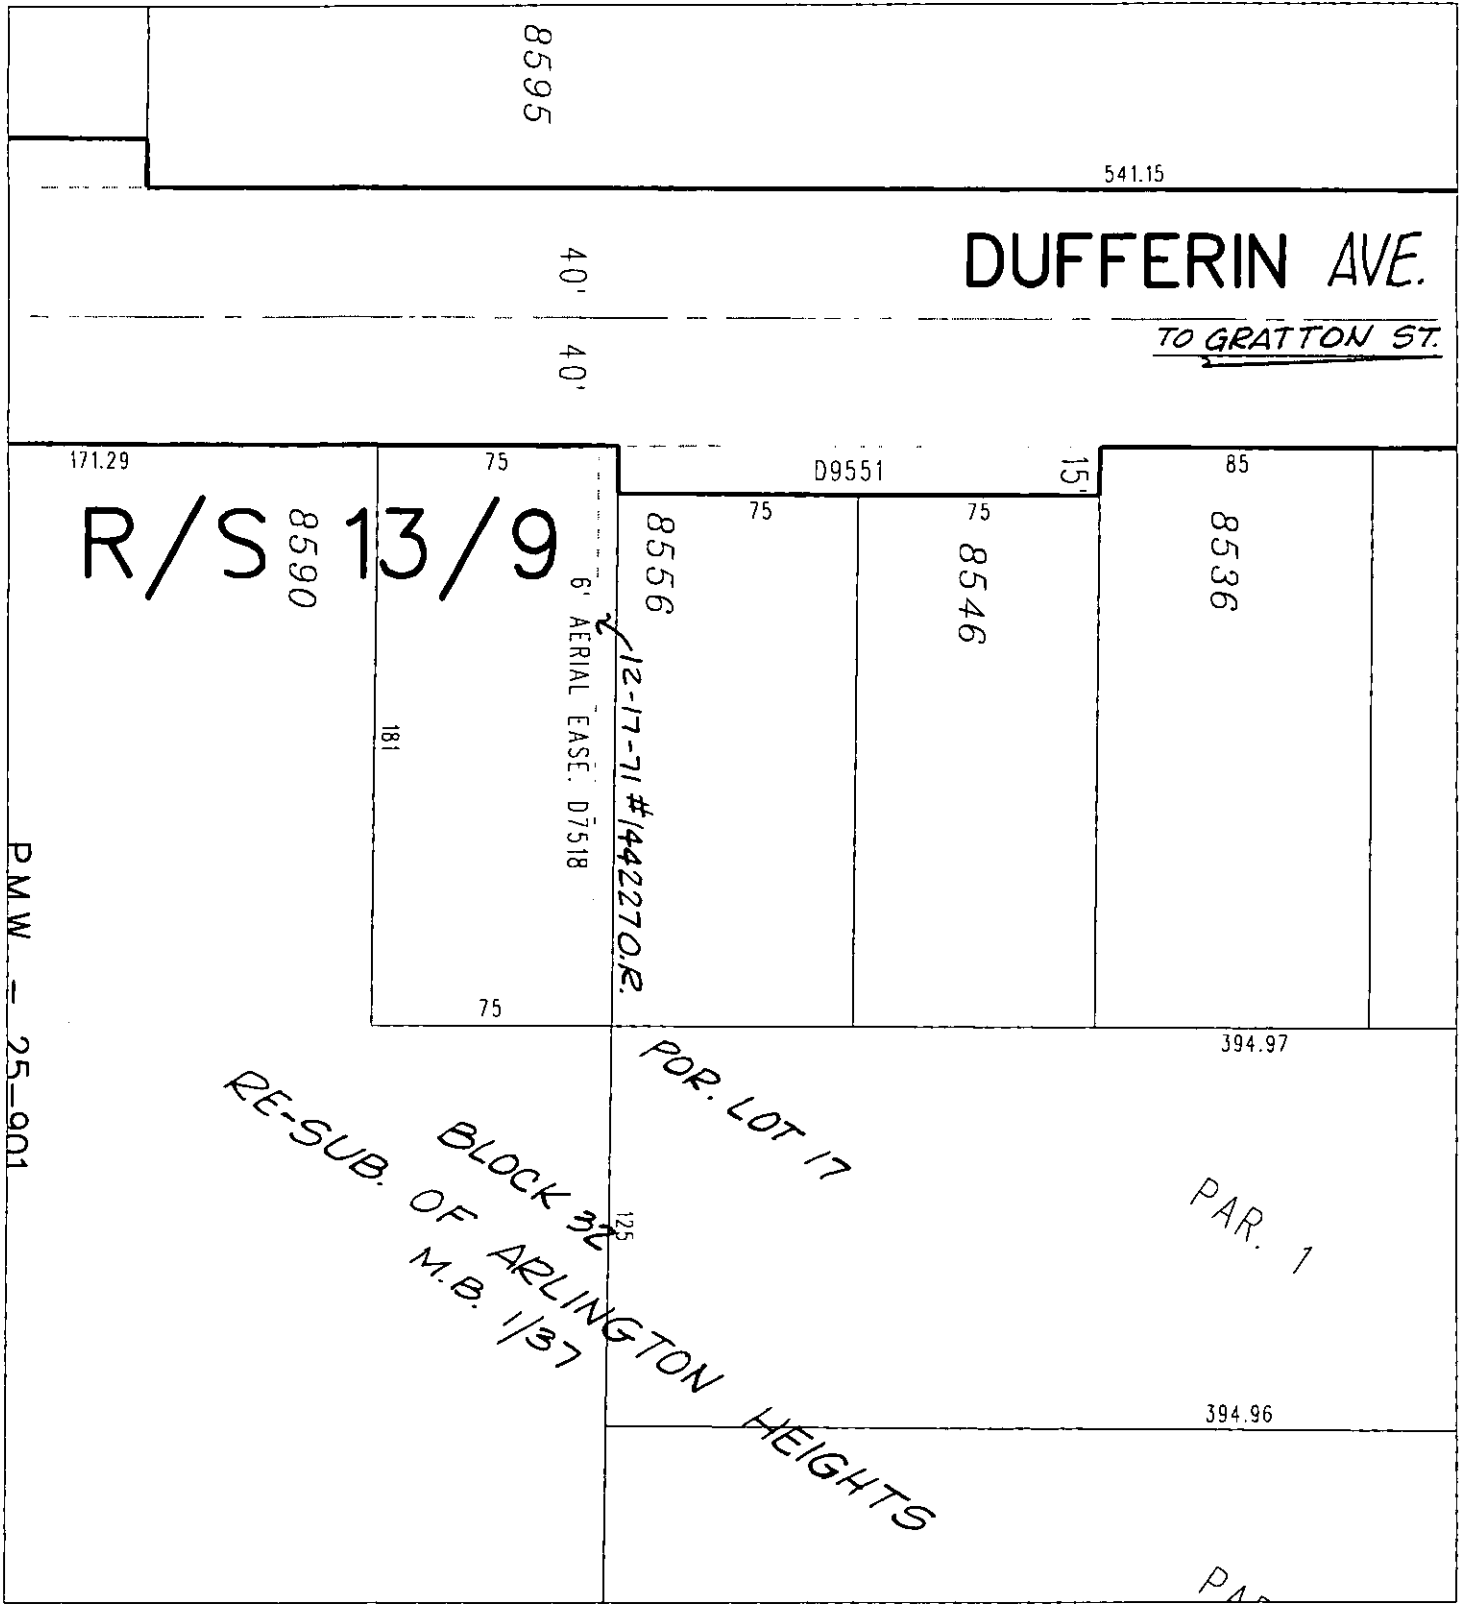 8595
541.15
DUFFERIN AVE.
40'
40'
TO GRATTON ST.
171.29
75
D9551
15'
85
R/S 13/9
8590
8556
75
75
8546
8536
6' AERIAL EASE. D7518
12-17-71 #144227 O.R.
181
75
394.97
PMW - 25-901
POR. LOT 17
BLOCK 32
RE-SUB. OF ARLINGTON HEIGHTS
M.B. 1/37
125
PAR. 1
394.96